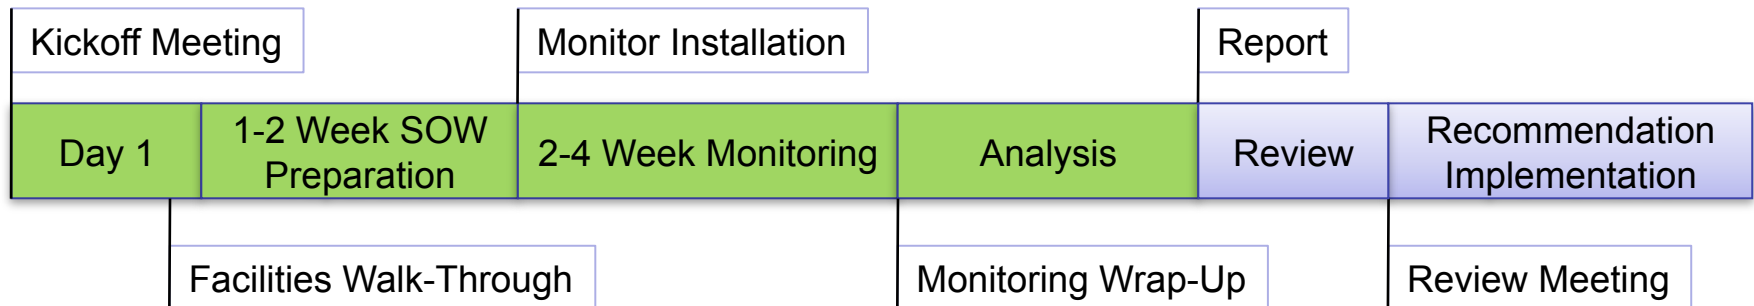 Kickoff Meeting
Monitor Installation
Report
Day 1
1-2 Week SOW
Preparation
2-4 Week Monitoring
Analysis
Review
Recommendation
Implementation
Facilities Walk-Through
Monitoring Wrap-Up
Review Meeting